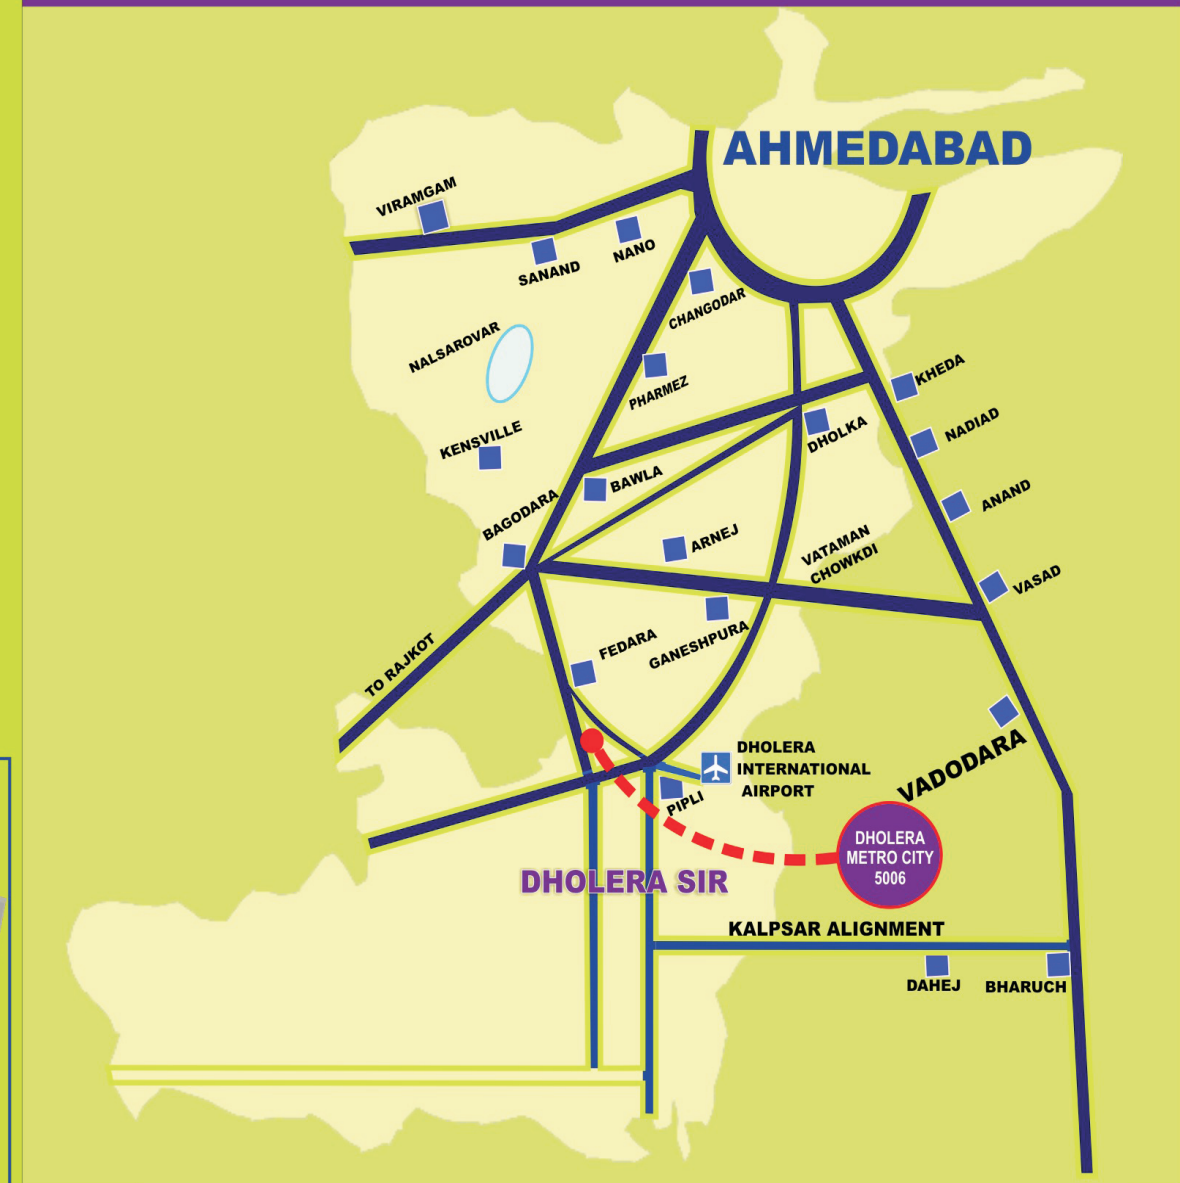 AHMEDABAD
VIRAMGAM
SANAND
NANO
CHANGODAR
NALSAROVAR
PHARMEZ
KHEDA
KENSVILLE
DHOLKA
NADIAD
BAWLA
BAGODARA
ANAND
ARNEJ
VATAMAN
CHOWKDI
VASAD
FEDARA
GANESHPURA
TO RAJKOT
DHOLERA
INTERNATIONAL
AIRPORT
VADODARA
PIPLI
DHOLERA
METRO CITY
5006
DHOLERA SIR
KALPSAR ALIGNMENT
DAHEJ
BHARUCH